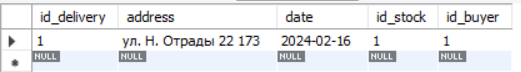 id_delivery address date id_stock id_buyer
1 ул. Н. Отрады 22 173 2024-02-16 1 1
NULL NULL NULL NULL NULL